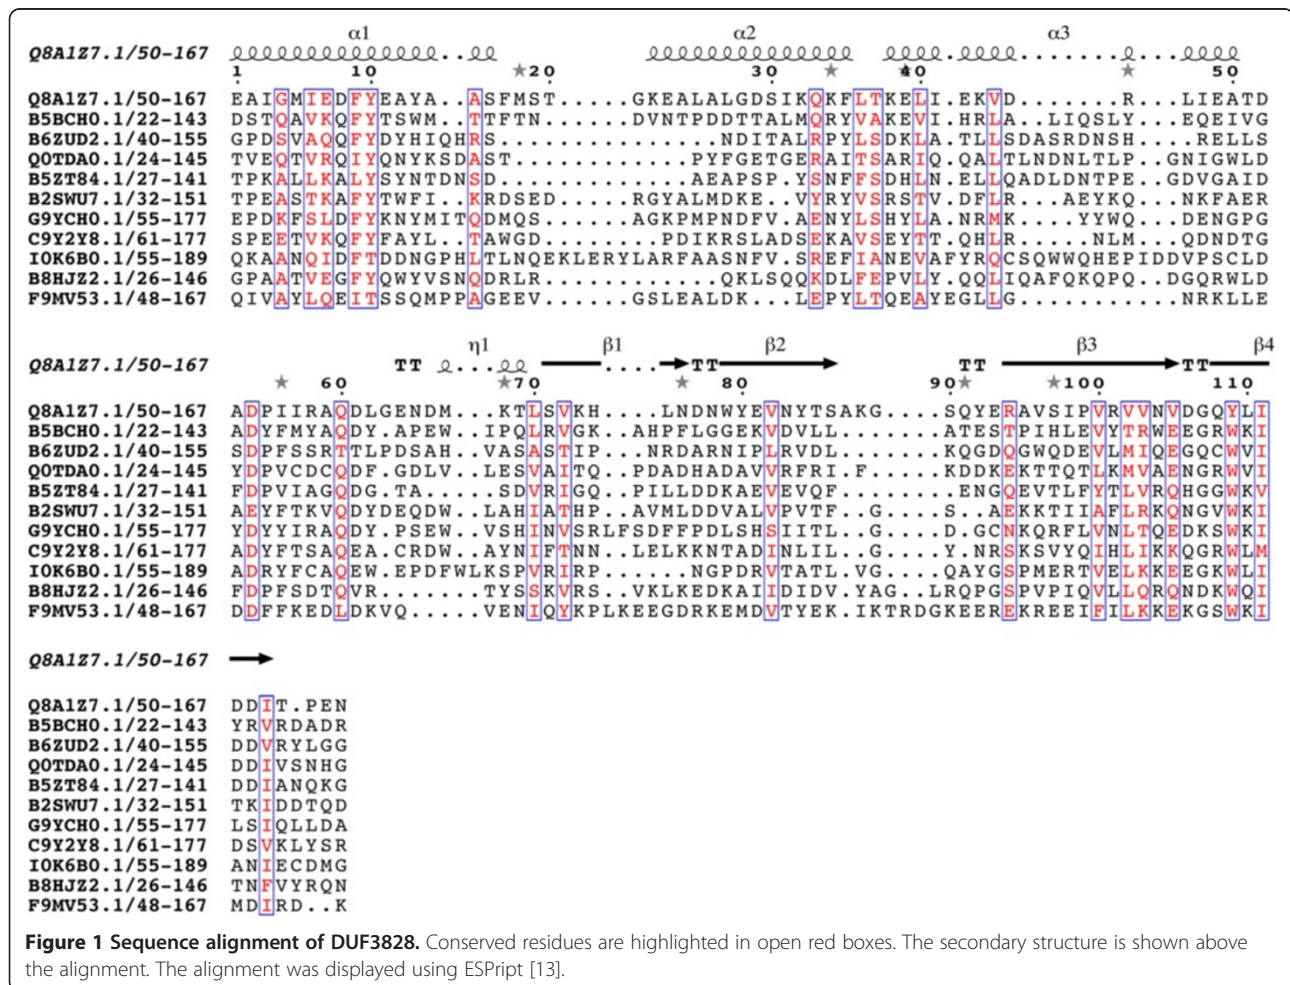 α1 α2 α3
Q8A1Z7.1/50-167
1 10 20 30 40 50
Q8A1Z7.1/50-167 EAIGMIEDFYEAYA..ASFMST.....GKEALALGDSIKQKFLTKELI.EKVD......R...LIEATD
B5BCH0.1/22-143 DSTQAVKQFYTSWM..TTFTN......DVNTPDDTTALMQRYVAKEVI.HRLA..LIQSLY...EQEIVG
B6ZUD2.1/40-155 GPDSVAQQFYDYHIQHRS.............NDITALRPYLSDKLA.TLLSDASRDNSH....RELLS
Q0TDA0.1/24-145 TVEQTVRQIYQNYKSDAST...........PYFGETGERAITSARIQ.QALTLNDNLTLP..GNIGWLD
B5ZT84.1/27-141 TPKALLKALYSYNTDNSD............AEAPSP.YSNFFSDHLN.ELLQADLDNTPE..GDVGAID
B2SWU7.1/32-151 TPEASTKAFYTWFI..KRDSED.....RGYALMDKE...VYRYVSRSTV.DFLR...AEYKQ...NKFAER
G9YCH0.1/55-177 EPDKFSLDFYKNYMITQDMQS......AGKPMPNDFV.AENYLSHYLA.NRMK....YYWQ...DENGPG
C9Y2Y8.1/61-177 SPEETVKQFYFAYL..TAWGD........PDIKRSLADSEKAVSEYTT.QHLR....NLM...QDNDTG
I0K6B0.1/55-189 QKAANQIDFTDDNGPHLTLNQEKLERYLARFAASNFV.SREFIANEVAFYRQCSQWWQHEPIDDVPSCLD
B8HJZ2.1/26-146 GPAATVEGFYQWYVSNQDRLR.........QKLSQQKDLFEPVLY.QQLIQAFQKQPQ..DGQRWLD
F9MV53.1/48-167 QIVAYLQEITSSQMPPAGEEV......GSLEALDK...LEPYLTQEAYEGLLG..........NRKLLE
η1 β1 β2 β3 β4
Q8A1Z7.1/50-167 TT TT TT TT
60 70 80 90 100 110
Q8A1Z7.1/50-167 ADPIIRAQDLGENDM...KTLSVKH....LNDNWYEVNYTSAKG....SQYERAVSIPVRVVNVDGQYLI
B5BCH0.1/22-143 ADYFMYAQDY.APEW..IPQLRVGK...AHPFLGGEKVDVLL.......ATESTPIHLEVYTRWEEGRWKI
B6ZUD2.1/40-155 SDPFSSRTTLPDSAH..VASASTIP...NRDARNIPLRVDL.......KQGDQGWQDEVLMIQEGQCWVI
Q0TDA0.1/24-145 YDPVCDCQDF.GDLV..LESVAITQ..PDADHADAVVRFRI.F.....KDDKEKTTQTLKMVAENGRWVI
B5ZT84.1/27-141 FDPVIAGQDG.TA.....SDVRIGQ..PILLDDKAEVEVQF........ENGQEVTLFYTLVRQHGGWKV
B2SWU7.1/32-151 AEYFTKVQDYDEQDW..LAHIATHP...AVMLDDVALVPVTF..G....S..AEKKTIIAFLRKQNGVWKI
G9YCH0.1/55-177 YDYYIRAQDY.PSEW..VSHINVSRLFSDFFPDLSHSIITL..G....D.GCNKQRFLVNLTQEDKSWKI
C9Y2Y8.1/61-177 ADYFTSAQEA.CRDW..AYNIFTNN...LELKKNTADINLIL..G....Y.NRSKSVYQIHLIKKQGRWLM
I0K6B0.1/55-189 ADRYFCAQEW.EPDFWLKSPVRIRP......NGPDRVTATL.VG....QAYGSPMERTVELKKEEGKWLI
B8HJZ2.1/26-146 FDPFSDTQVR.......TYSSKVRS...VKLKEDKAIIDIDV.YAG..LRQPGSPVPIQVLLQRQNDKWQI
F9MV53.1/48-167 DDFFKEDLDKVQ.....VENIQYKPLKEEGDRKEMDVTYEK.IKTRDGKEEREKREEIFILKKEKGSWKI
Q8A1Z7.1/50-167
Q8A1Z7.1/50-167 DDIT.PEN
B5BCH0.1/22-143 YRVRDADR
B6ZUD2.1/40-155 DDVRYLGG
Q0TDA0.1/24-145 DDIVSNHG
B5ZT84.1/27-141 DDIANQKG
B2SWU7.1/32-151 TKIDDTQD
G9YCH0.1/55-177 LSIQLLDA
C9Y2Y8.1/61-177 DSVKLYSR
I0K6B0.1/55-189 ANIECDMG
B8HJZ2.1/26-146 TNFVYRQN
F9MV53.1/48-167 MDIRD..K
Figure 1 Sequence alignment of DUF3828. Conserved residues are highlighted in open red boxes. The secondary structure is shown above
the alignment. The alignment was displayed using ESPript [13].